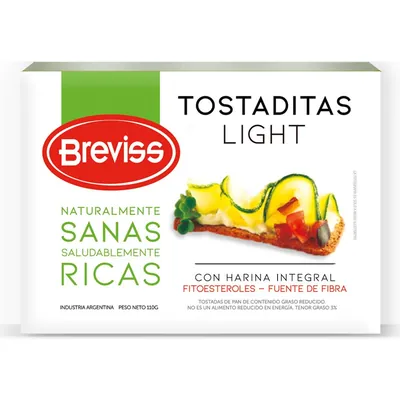 TOSTADITAS
LIGHT
Breviss
NATURALMENTE
SANAS
SALUDABLEMENTE
RICAS
INDUSTRIA ARGENTINA PESO NETO 110G
CON HARINA INTEGRAL
FITOESTEROLES – FUENTE DE FIBRA
TOSTADAS DE PAN DE CONTENIDO GRASO REDUCIDO
NO ES UN ALIMENTO REDUCIDO EN ENERGÍA. TENOR GRASO 3%